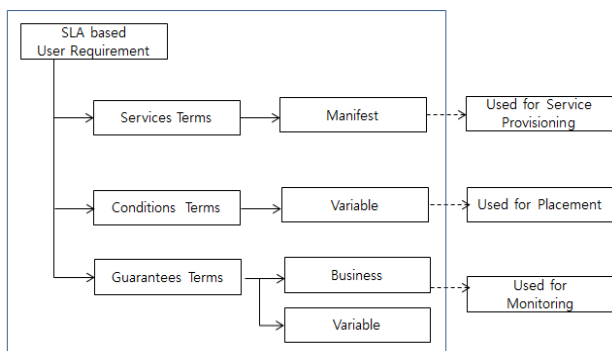 SLA based
User Requirement
Services Terms
Manifest
Used for Service
Provisioning
Conditions Terms
Variable
Used for Placement
Guarantees Terms
Business
Used for
Monitoring
Variable